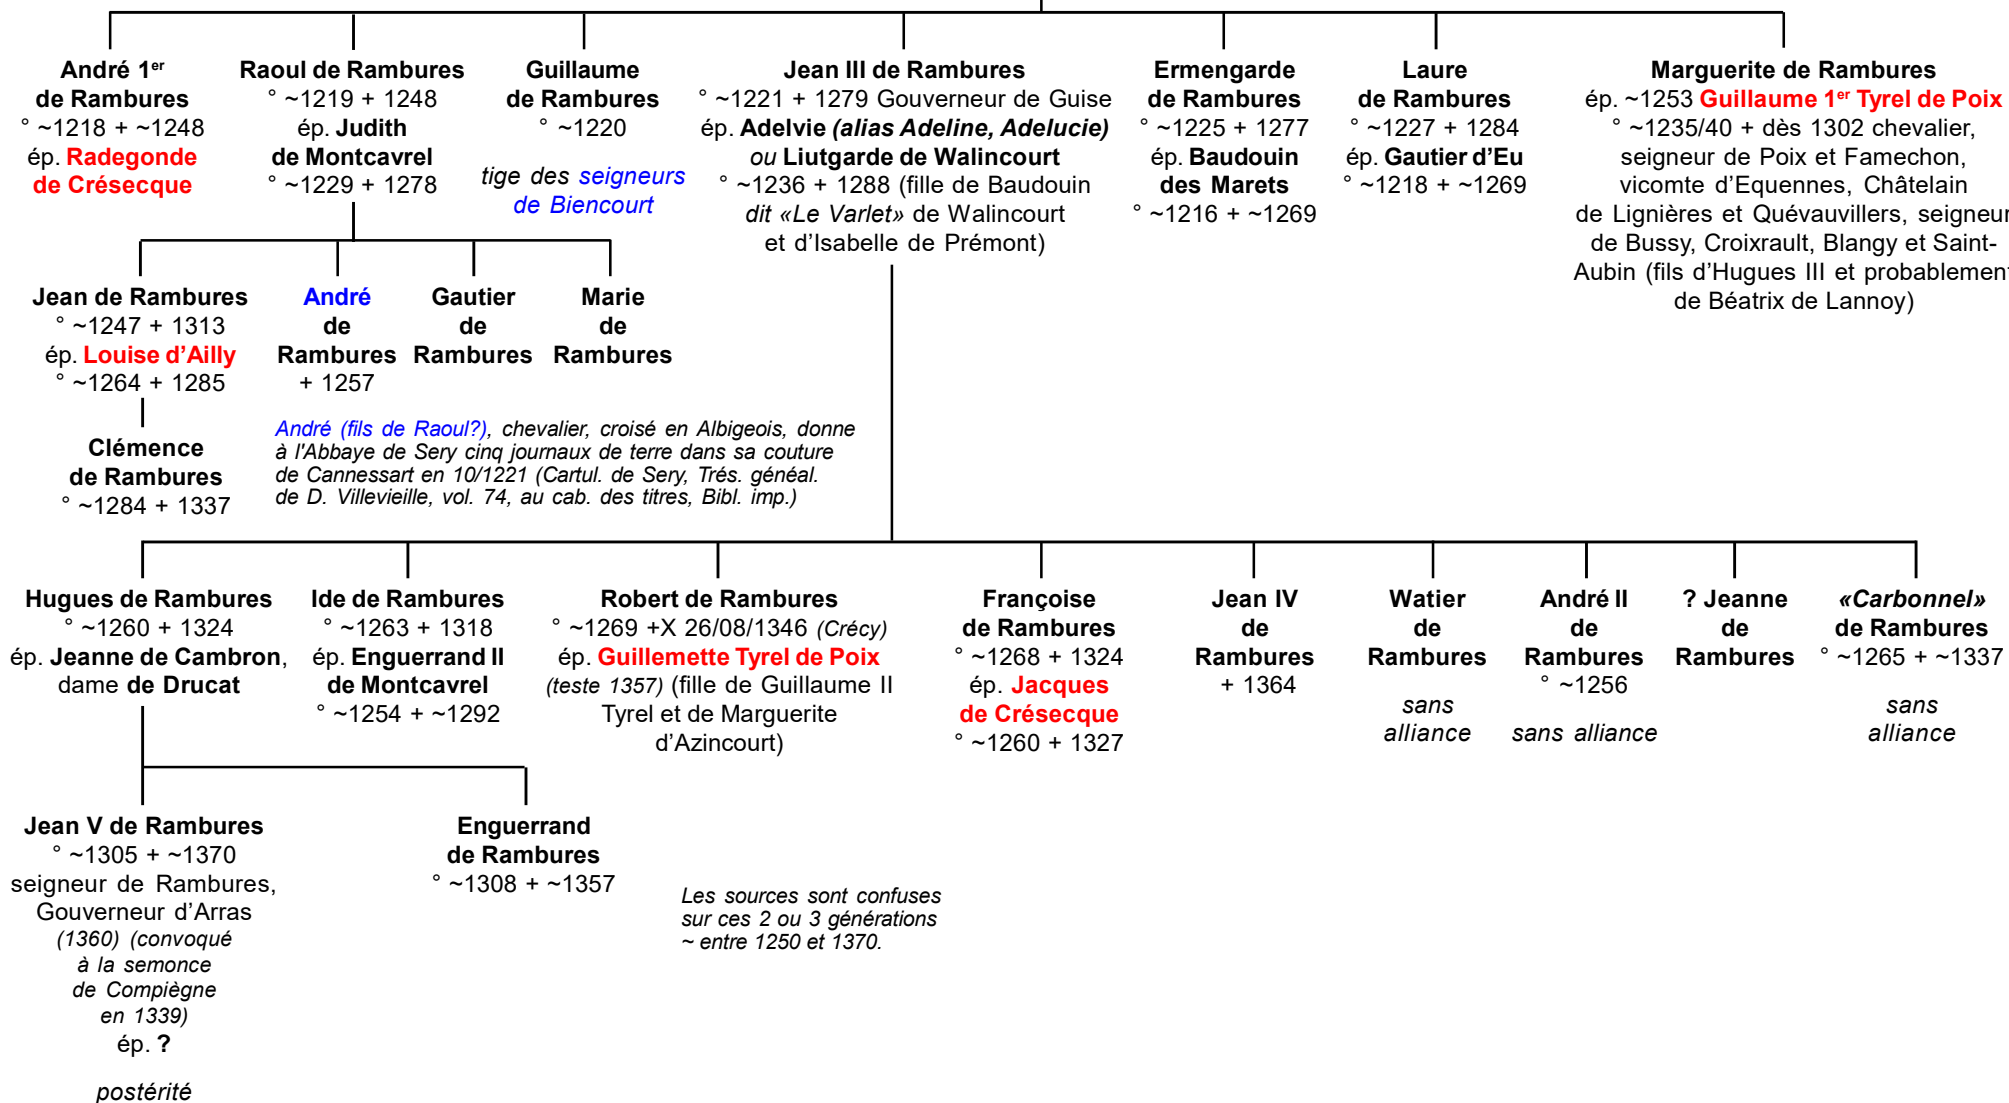 André 1er
de Rambures
° ~1218 + ~1248
ép. Radegonde
de Crésecque
Raoul de Rambures
° ~1219 + 1248
ép. Judith
de Montcavrel
° ~1229 + 1278
Guillaume
de Rambures
° ~1220
tige des seigneurs
de Biencourt
Jean III de Rambures
° ~1221 + 1279 Gouverneur de Guise
ép. Adelvie (alias Adeline, Adelucie)
ou Liutgarde de Walincourt
° ~1236 + 1288 (fille de Baudouin
dit «Le Varlet» de Walincourt
et d’Isabelle de Prémont)
Ermengarde
de Rambures
° ~1225 + 1277
ép. Baudouin
des Marets
° ~1216 + ~1269
Laure
de Rambures
° ~1227 + 1284
ép. Gautier d’Eu
° ~1218 + ~1269
Marguerite de Rambures
ép. ~1253 Guillaume 1er Tyrel de Poix
° ~1235/40 + dès 1302 chevalier,
seigneur de Poix et Famechon,
vicomte d’Equennes, Châtelain
de Lignières et Quévauvillers, seigneur
de Bussy, Croixrault, Blangy et Saint-
Aubin (fils d’Hugues III et probablement
de Béatrix de Lannoy)
Jean de Rambures
° ~1247 + 1313
ép. Louise d’Ailly
° ~1264 + 1285
André
de
Rambures
+ 1257
Gautier
de
Rambures
Marie
de
Rambures
Clémence
de Rambures
° ~1284 + 1337
André (fils de Raoul?), chevalier, croisé en Albigeois, donne
à l'Abbaye de Sery cinq journaux de terre dans sa couture
de Cannessart en 10/1221 (Cartul. de Sery, Trés. généal.
de D. Villevieille, vol. 74, au cab. des titres, Bibl. imp.)
Hugues de Rambures
° ~1260 + 1324
ép. Jeanne de Cambron,
dame de Drucat
Ide de Rambures
° ~1263 + 1318
ép. Enguerrand II
de Montcavrel
° ~1254 + ~1292
Robert de Rambures
° ~1269 +X 26/08/1346 (Crécy)
ép. Guillemette Tyrel de Poix
(teste 1357) (fille de Guillaume II
Tyrel et de Marguerite
d’Azincourt)
Françoise
de Rambures
° ~1268 + 1324
ép. Jacques
de Crésecque
° ~1260 + 1327
Jean IV
de
Rambures
+ 1364
Watier
de
Rambures
sans
alliance
André II
de
Rambures
° ~1256
sans alliance
? Jeanne
de
Rambures
«Carbonnel»
de Rambures
° ~1265 + ~1337
sans
alliance
Jean V de Rambures
° ~1305 + ~1370
seigneur de Rambures,
Gouverneur d’Arras
(1360) (convoqué
à la semonce
de Compiègne
en 1339)
ép. ?
postérité
Enguerrand
de Rambures
° ~1308 + ~1357
Les sources sont confuses
sur ces 2 ou 3 générations
~ entre 1250 et 1370.